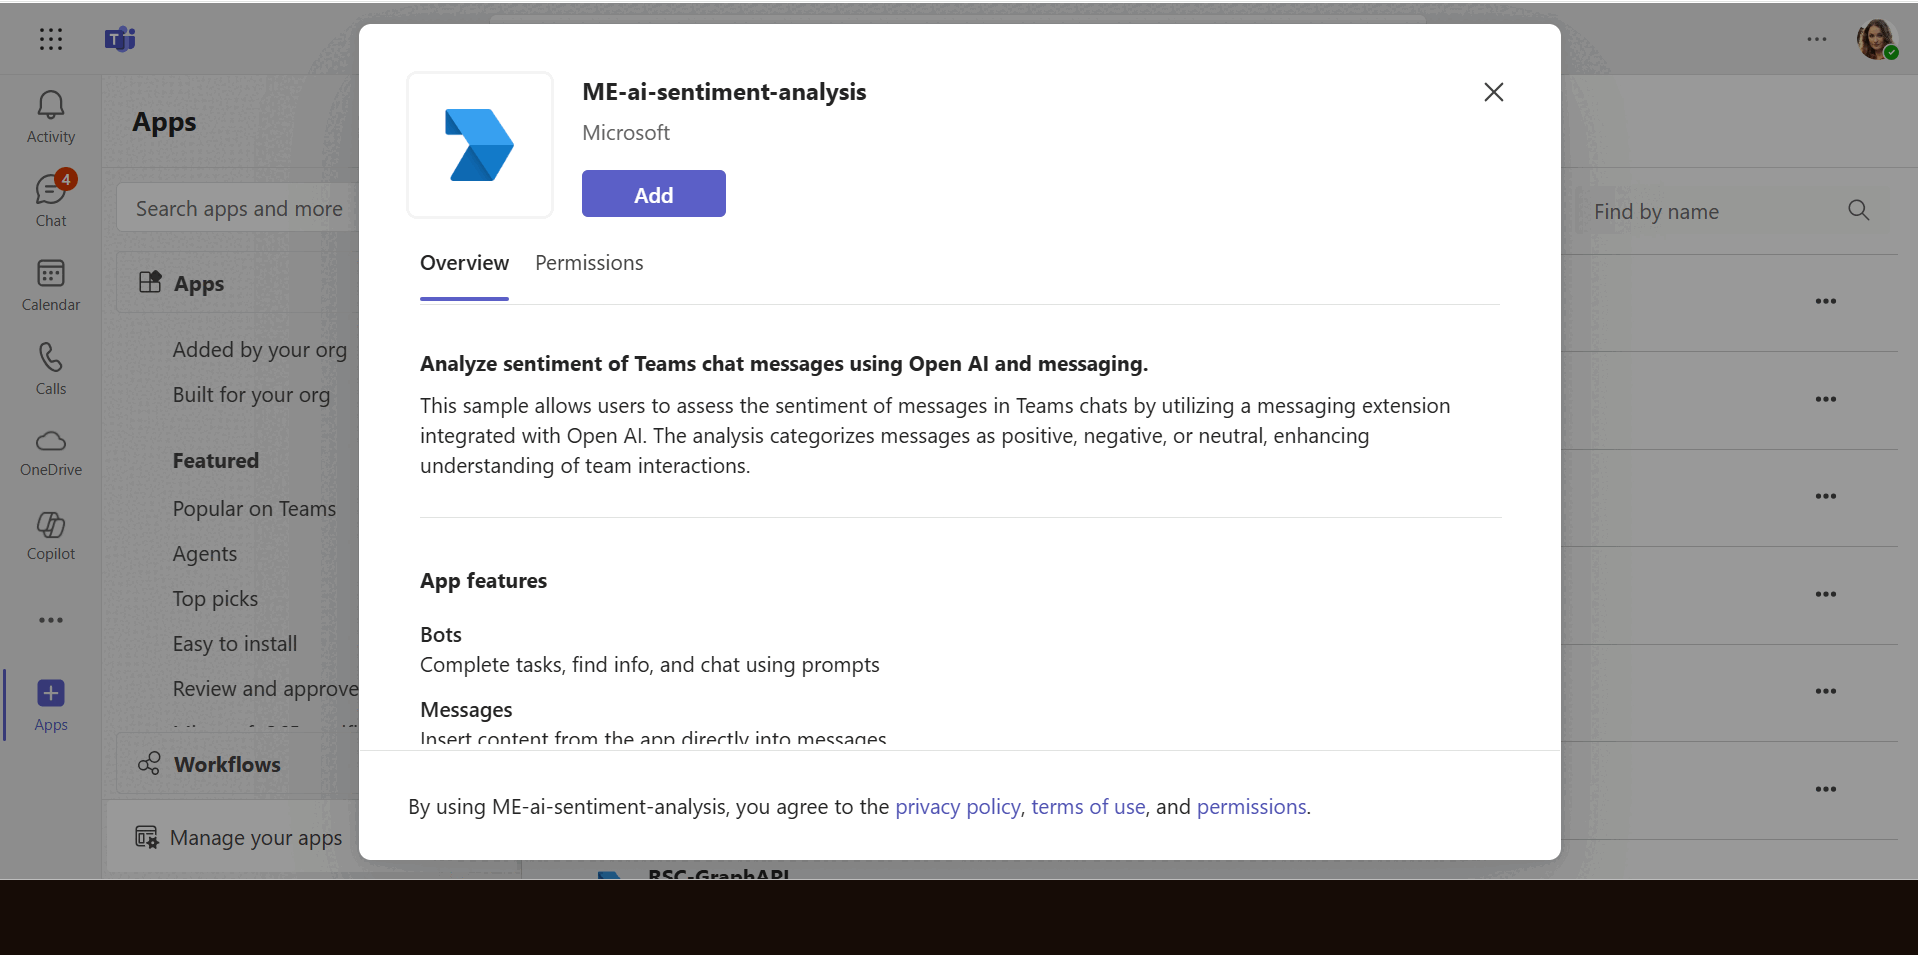 ME-ai-sentiment-analysis
Microsoft
Add
Overview
Permissions
Analyze sentiment of Teams chat messages using Open AI and messaging.
This sample allows users to assess the sentiment of messages in Teams chats by utilizing a messaging extension
integrated with Open AI. The analysis categorizes messages as positive, negative, or neutral, enhancing
understanding of team interactions.
App features
Bots
Complete tasks, find info, and chat using prompts
Messages
Insert content from the app directly into messages
By using ME-ai-sentiment-analysis, you agree to the privacy policy, terms of use, and permissions.
Activity
4
Chat
Calendar
Calls
OneDrive
Copilot
Apps
Apps
Search apps and more
Apps
Added by your org
Built for your org
Featured
Popular on Teams
Agents
Top picks
Easy to install
Review and approve
Workflows
Manage your apps
Find by name
RSC-GraphAPI